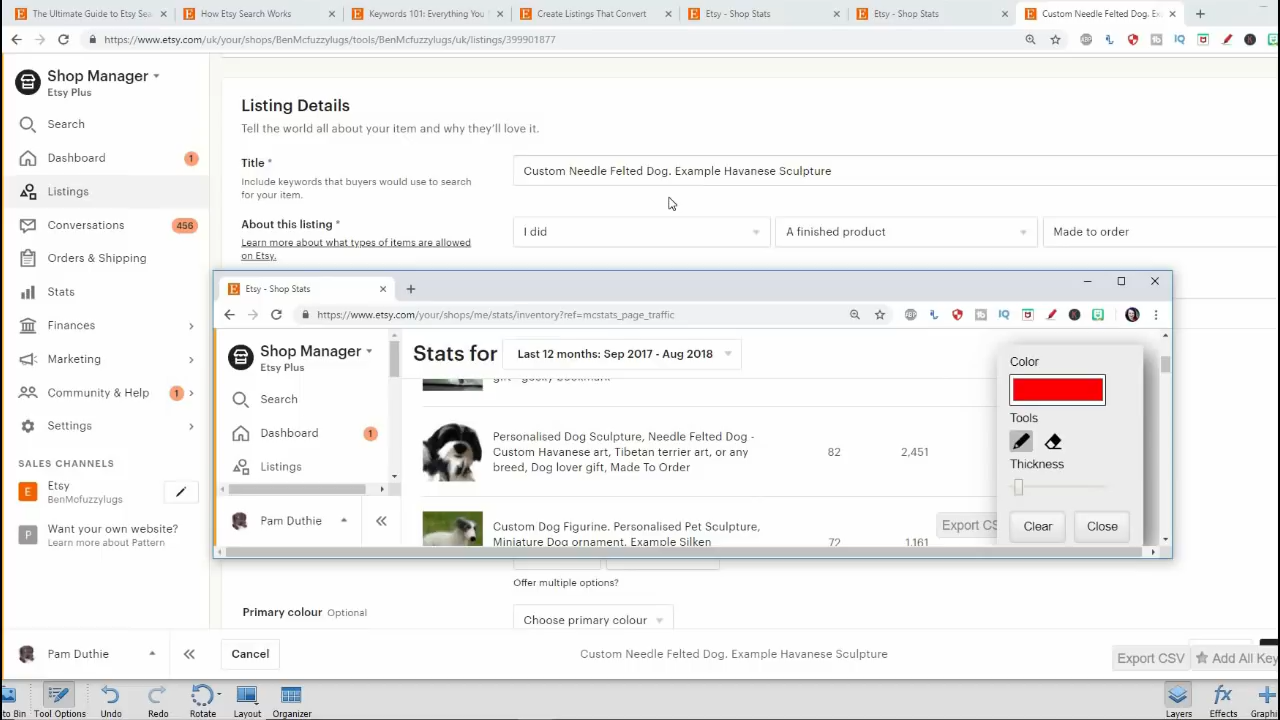 The Ultimate Guide to Etsy Sea
How Etsy Search Works
Keywords 101: Everything You
Create Listings That Convert
Etsy - Shop Stats
Etsy - Shop Stats
Custom Needle Felted Dog. Ex
https://www.etsy.com/uk/your/shops/BenMcfuzzylugs/tools/BenMcfuzzylugs/uk/listings/399901877
Shop Manager
Etsy Plus
Search
Dashboard 1
Listings
Conversations 456
Orders & Shipping
Stats
Finances
Marketing
Community & Help 1
Settings
SALES CHANNELS
E Etsy
BenMcfuzzylugs
P Want your own website?
Learn more about Pattern
Pam Duthie
Listing Details
Tell the world all about your item and why they'll love it.
Title *
Include keywords that buyers would use to search
for your item.
Custom Needle Felted Dog. Example Havanese Sculpture
About this listing *
Learn more about what types of items are allowed
on Etsy.
I did
A finished product
Made to order
Etsy - Shop Stats
https://www.etsy.com/your/shops/me/stats/inventory?ref=mcstats_page_traffic
Shop Manager
Etsy Plus
Search
Dashboard 1
Listings
Pam Duthie
Stats for Last 12 months: Sep 2017 - Aug 2018
Personalised Dog Sculpture, Needle Felted Dog -
Custom Havanese art, Tibetan terrier art, or any
breed, Dog lover gift, Made To Order
82 2,451
Custom Dog Figurine. Personalised Pet Sculpture,
Miniature Dog ornament. Example Silken
72 1,161
Export CS
Color
Tools
Thickness
Clear
Close
Offer multiple options?
Primary colour Optional
Choose primary colour
Cancel
Custom Needle Felted Dog. Example Havanese Sculpture
Export CSV
Add All Key
to Bin
Tool Options
Undo
Redo
Rotate
Layout
Organizer
Layers
fx
Effects
Graphi